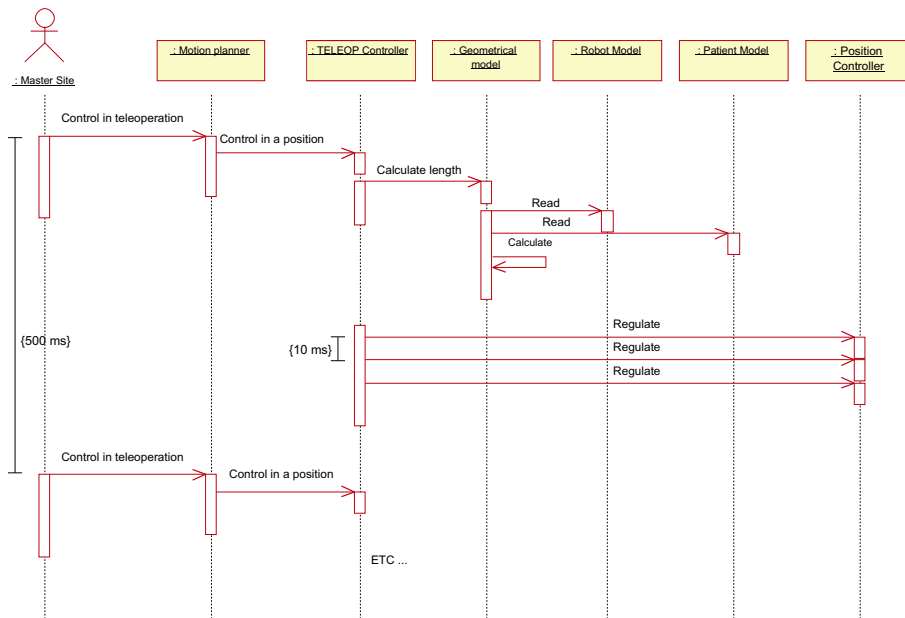 : Master Site
: Motion planner
: TELEOP Controller
: Geometrical
model
: Robot Model
: Patient Model
: Position
Controller
Control in teleoperation
Control in a position
Calculate length
Read
Read
Calculate
Regulate
{500 ms}
{10 ms}
Regulate
Regulate
Control in teleoperation
Control in a position
ETC ...